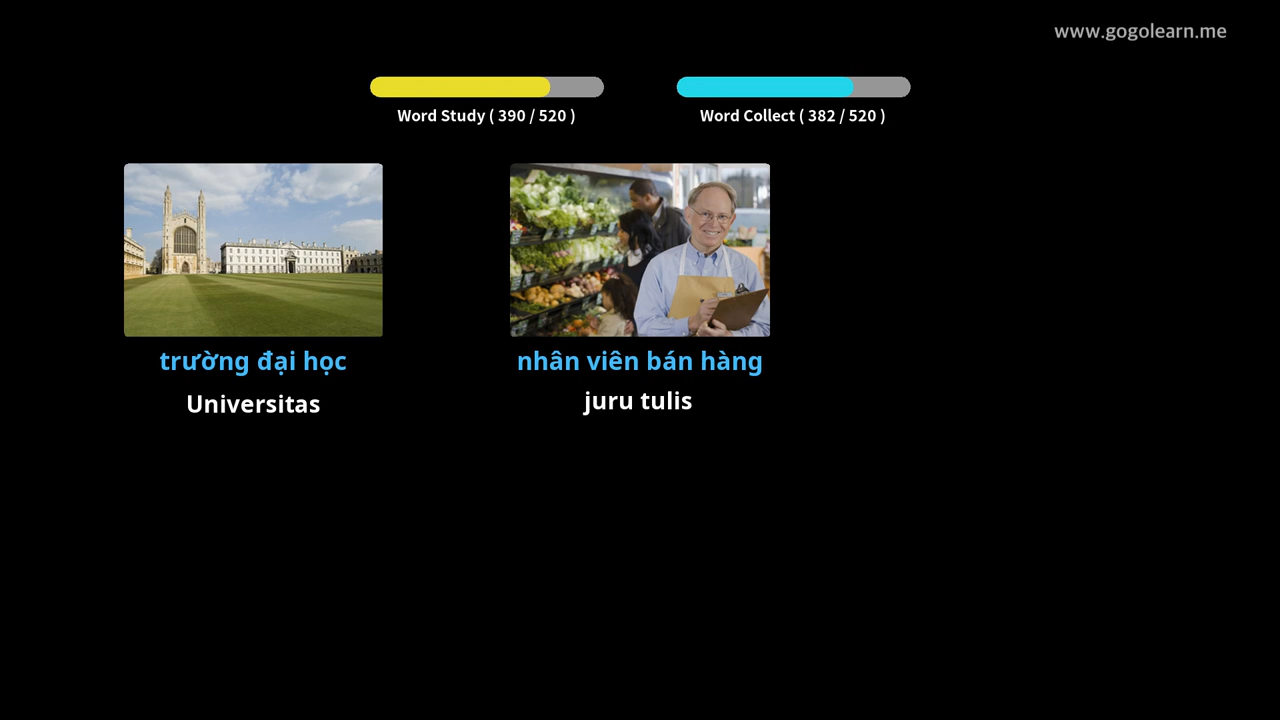 www.gogolearn.me
Word Study ( 390 / 520 )
Word Collect ( 382 / 520 )
trường đại học
Universitas
nhân viên bán hàng
juru tulis